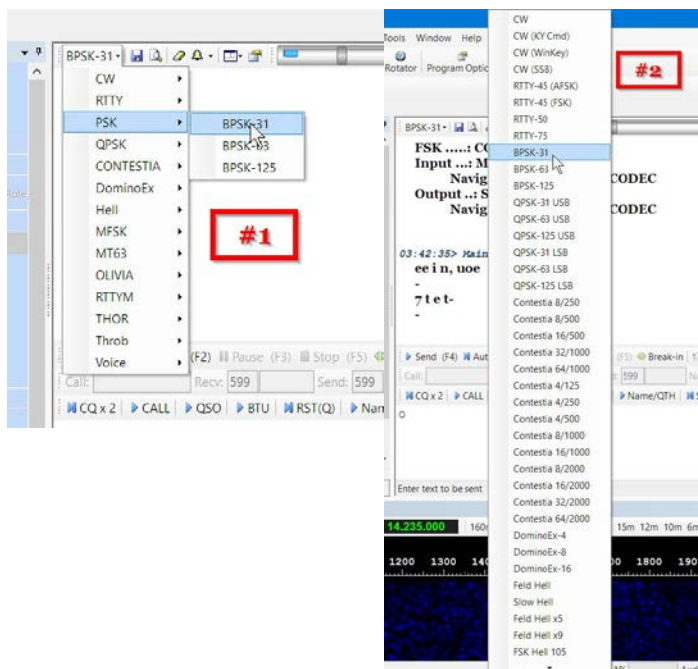 BPSK-31
CW
RTTY
PSK
QPSK
CONTESTIA
DominoEx
Hell
MFSK
MT63
OLIVIA
RTTYM
THOR
Throb
Voice
BPSK-31
BPSK-63
BPSK-125
#1
(F2) Pause (F3) Stop (F5)
Call: Recv: 599 Send: 599
CQ x 2 CALL QSO BTU RST(Q) Nam
Role
Tools Window Help
Rotator Program Optio
#2
BPSK-31
FSK .....: CO
Input ...: M
Navig CODEC
Output ..: S
Navig CODEC
03:42:35> Main
ee i n, uoe
-
7 t e t-
-
Send (F4) Aut (F5) Break-in 1
Call: 599 Na
CQ x 2 CALL Name/QTH S
Enter text to be sent
14.235.000 160 15m 12m 10m 6m
1200 1300 140 00 1800 190
CW
CW (KY Cmd)
CW (WinKey)
CW (SSB)
RTTY-45 (AFSK)
RTTY-45 (FSK)
RTTY-50
RTTY-75
BPSK-31
BPSK-63
BPSK-125
QPSK-31 USB
QPSK-63 USB
QPSK-125 USB
QPSK-31 LSB
QPSK-63 LSB
QPSK-125 LSB
Contestia 8/250
Contestia 8/500
Contestia 16/500
Contestia 32/1000
Contestia 64/1000
Contestia 4/125
Contestia 4/250
Contestia 4/500
Contestia 8/1000
Contestia 16/1000
Contestia 8/2000
Contestia 16/2000
Contestia 32/2000
Contestia 64/2000
DominoEx-4
DominoEx-8
DominoEx-16
Feld Hell
Slow Hell
Feld Hell x5
Feld Hell x9
FSK Hell 105